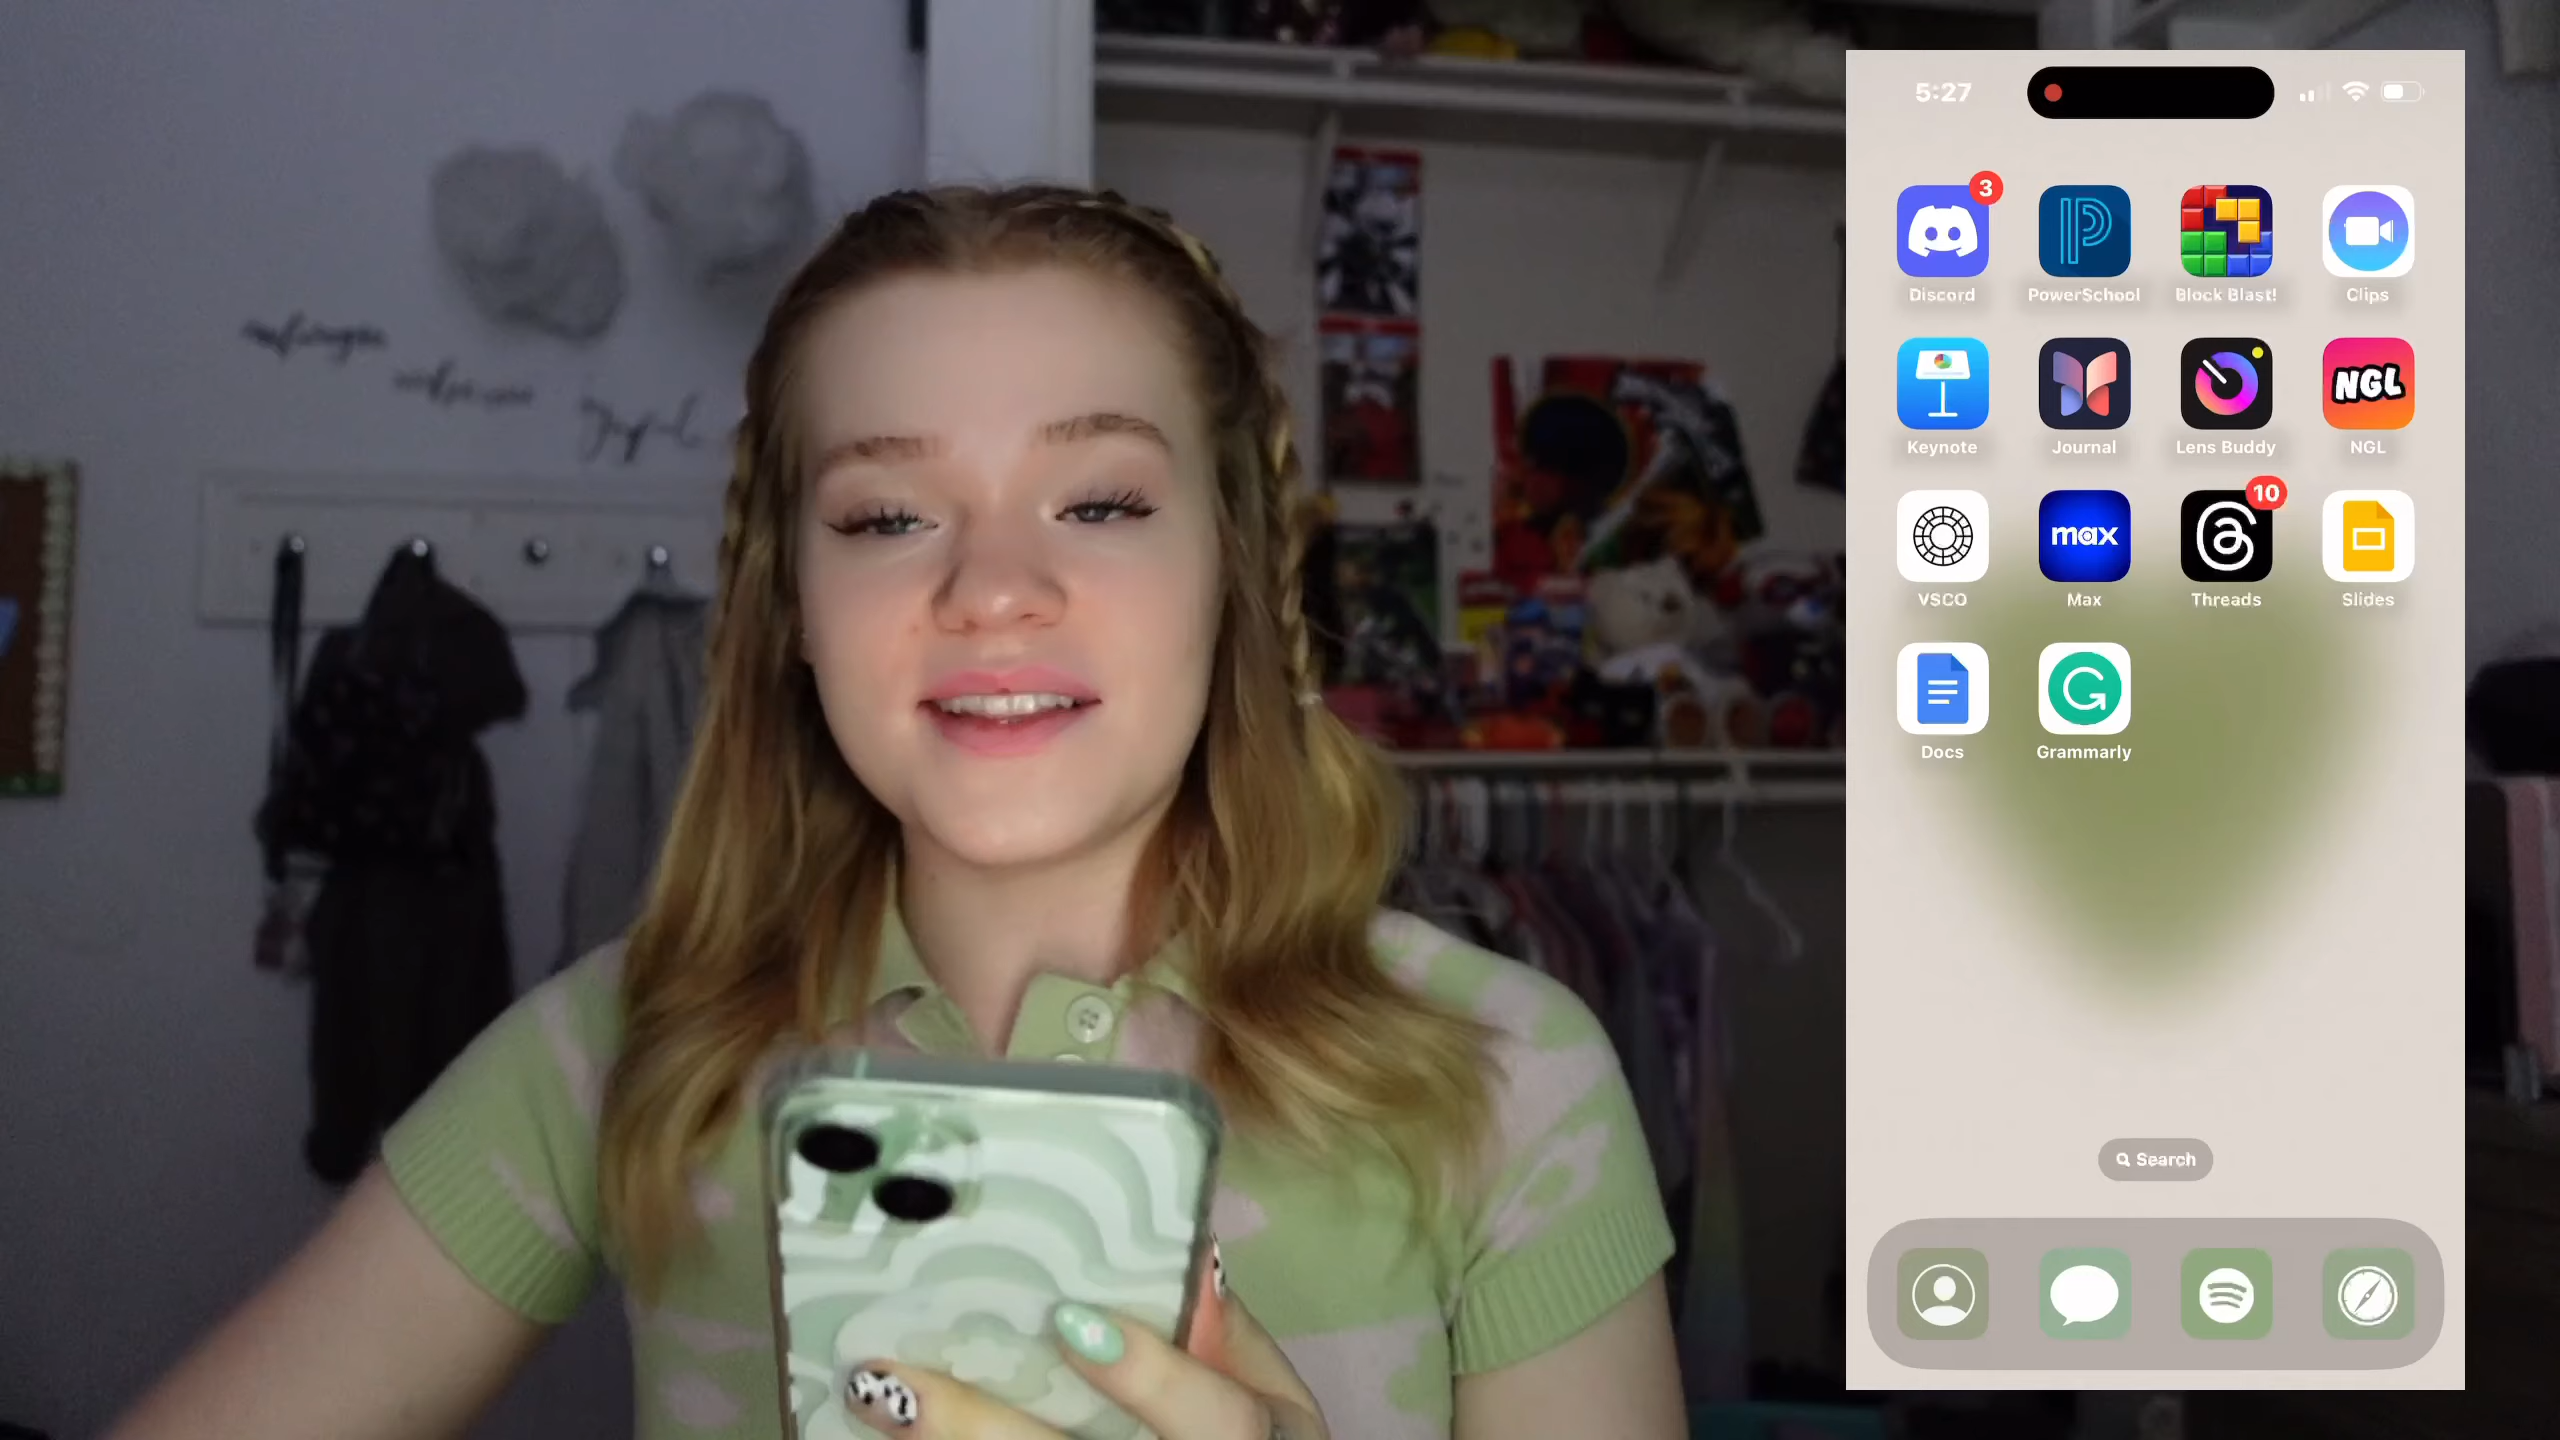 5:27
3
Discord PowerSchool Block Blast! Clips
NGL
Keynote Journal Lens Buddy NGL
10
max
VSCO Max Threads Slides
Docs Grammarly
Search